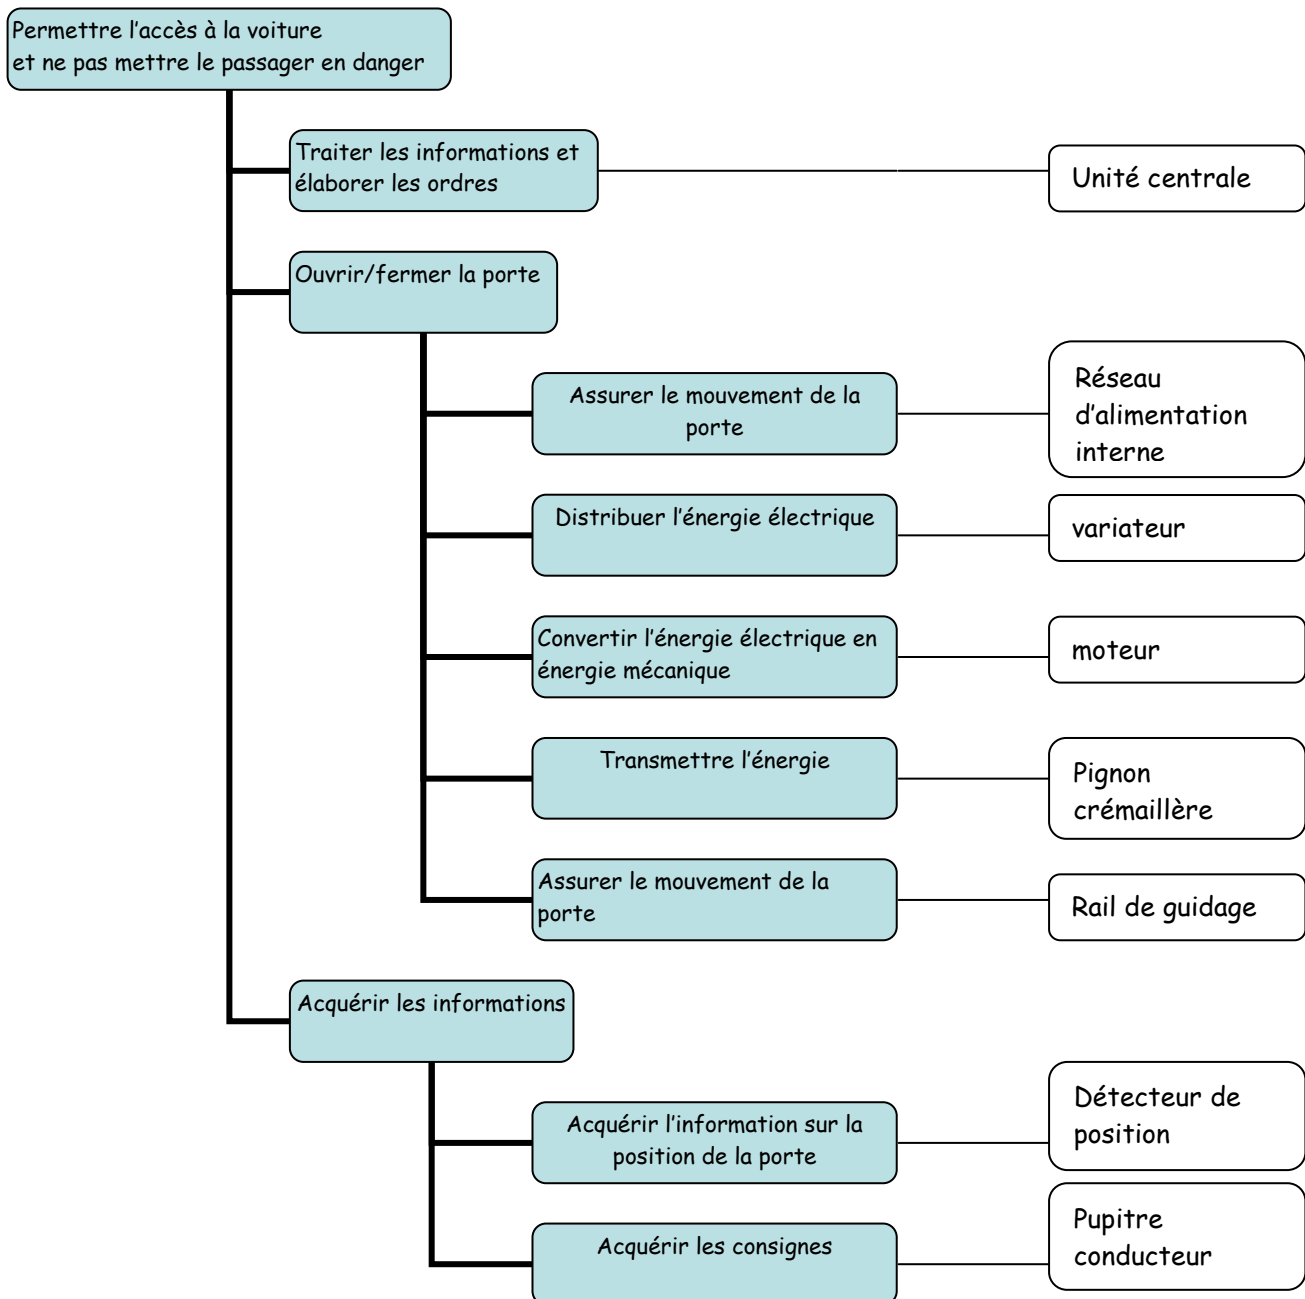 Permettre l’accès à la voiture
et ne pas mettre le passager en danger
Traiter les informations et
élaborer les ordres
Unité centrale
Ouvrir/fermer la porte
Assurer le mouvement de la
porte
Réseau
d’alimentation
interne
Distribuer l’énergie électrique
variateur
Convertir l’énergie électrique en
énergie mécanique
moteur
Transmettre l’énergie
Pignon
crémaillère
Assurer le mouvement de la
porte
Rail de guidage
Acquérir les informations
Acquérir l’information sur la
position de la porte
Détecteur de
position
Acquérir les consignes
Pupitre
conducteur